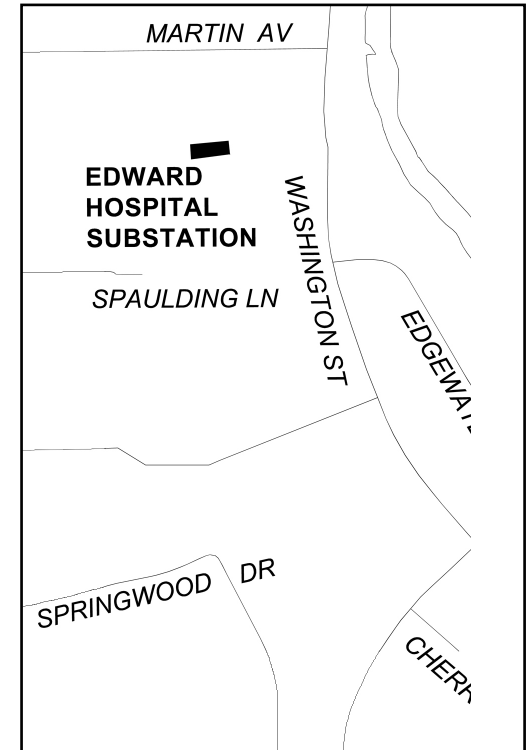 MARTIN AV
EDWARD
HOSPITAL
SUBSTATION
WASHINGTON ST
SPAULDING LN
SPRINGWOOD DR